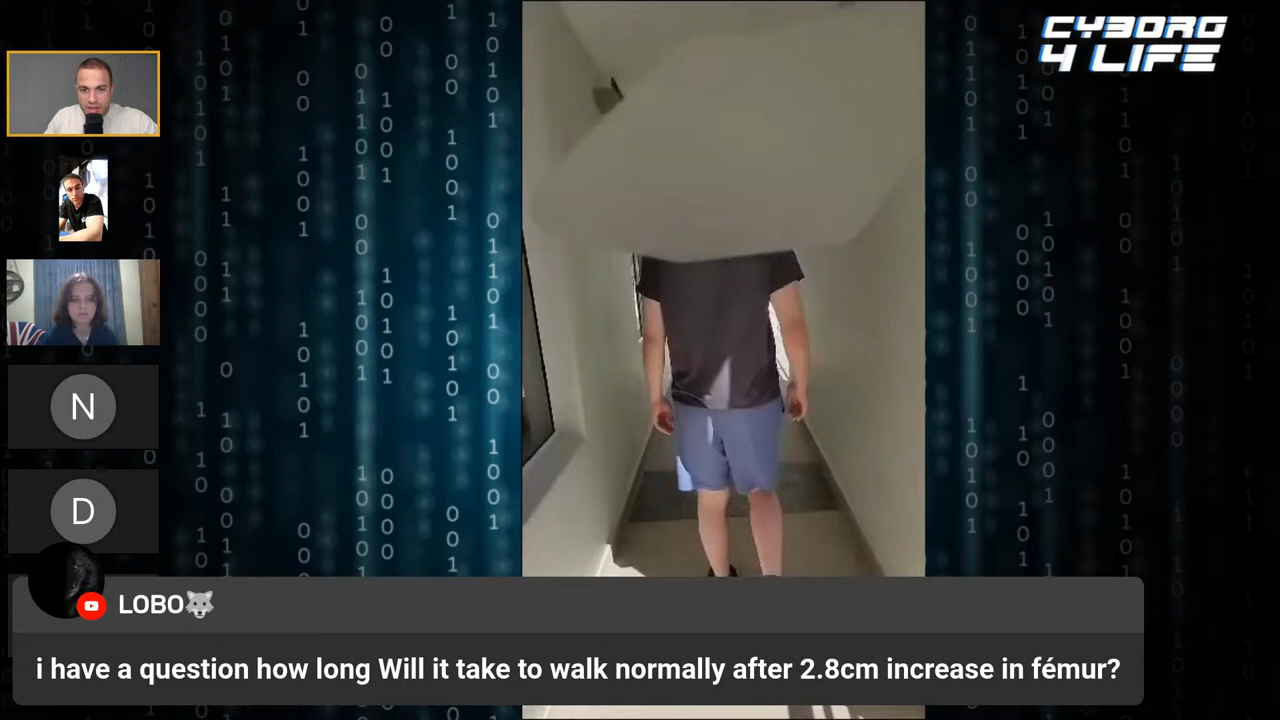 CYBORG
4 LIFE
N
D
LOBO🐺
i have a question how long Will it take to walk normally after 2.8cm increase in fémur?